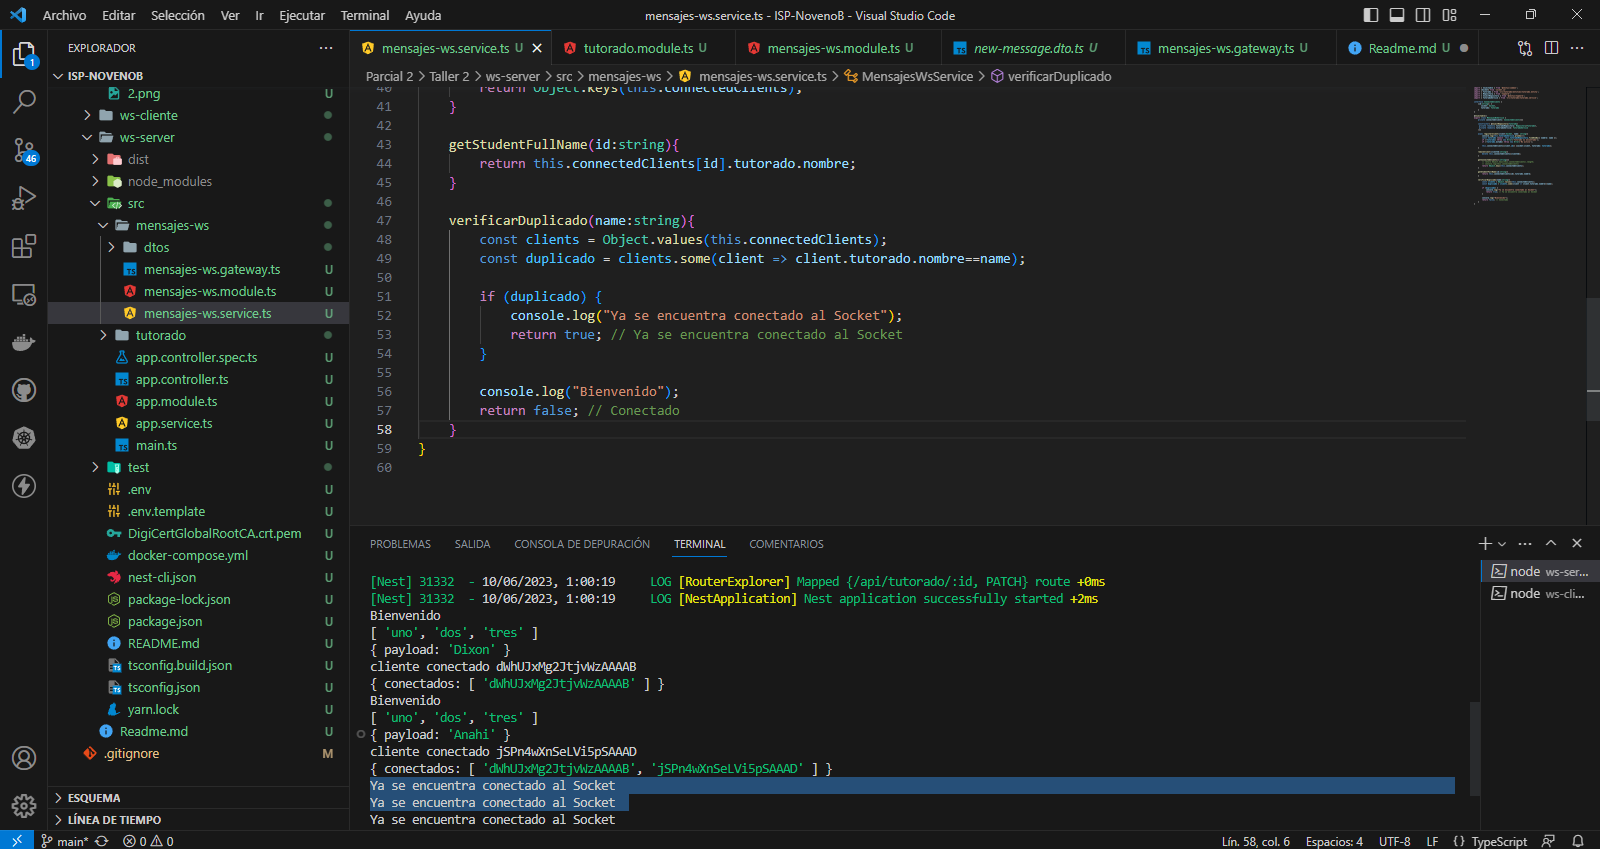 Archivo Editar Selección Ver Ir Ejecutar Terminal Ayuda
mensajes-ws.service.ts - ISP-NovenoB - Visual Studio Code
EXPLORADOR
ISP-NOVENOB
2.png U
ws-cliente
ws-server
dist
node_modules
src
mensajes-ws
dtos
mensajes-ws.gateway.ts U
mensajes-ws.module.ts U
mensajes-ws.service.ts U
tutorado
app.controller.spec.ts U
app.controller.ts U
app.module.ts U
app.service.ts U
main.ts U
test
.env U
.env.template U
DigiCertGlobalRootCA.crt.pem U
docker-compose.yml U
nest-cli.json U
package-lock.json U
package.json U
README.md U
tsconfig.build.json U
tsconfig.json U
yarn.lock U
Readme.md U
.gitignore M
ESQUEMA
LÍNEA DE TIEMPO
1
46
mensajes-ws.service.ts U
tutorado.module.ts U
mensajes-ws.module.ts U
new-message.dto.ts U
mensajes-ws.gateway.ts U
Readme.md U
Parcial 2 > Taller 2 > ws-server > src > mensajes-ws > mensajes-ws.service.ts > MensajesWsService > verificarDuplicado
40 return Object.keys(this.connectedClients);
41 }
42
43 getStudentFullName(id:string){
44 return this.connectedClients[id].tutorado.nombre;
45 }
46
47 verificarDuplicado(name:string){
48 const clients = Object.values(this.connectedClients);
49 const duplicado = clients.some(client => client.tutorado.nombre==name);
50
51 if (duplicado) {
52 console.log("Ya se encuentra conectado al Socket");
53 return true; // Ya se encuentra conectado al Socket
54 }
55
56 console.log("Bienvenido");
57 return false; // Conectado
58 }
59 }
60
PROBLEMAS SALIDA CONSOLA DE DEPURACIÓN TERMINAL COMENTARIOS
[Nest] 31332 - 10/06/2023, 1:00:19 LOG [RouterExplorer] Mapped {/api/tutorado/:id, PATCH} route +0ms
[Nest] 31332 - 10/06/2023, 1:00:19 LOG [NestApplication] Nest application successfully started +2ms
Bienvenido
[ 'uno', 'dos', 'tres' ]
{ payload: 'Dixon' }
cliente conectado dWhUJxMg2JtjvWzAAAAB
{ conectados: [ 'dWhUJxMg2JtjvWzAAAAB' ] }
Bienvenido
[ 'uno', 'dos', 'tres' ]
{ payload: 'Anahi' }
cliente conectado jSPn4wXnSeLVi5pSAAAD
{ conectados: [ 'dWhUJxMg2JtjvWzAAAAB', 'jSPn4wXnSeLVi5pSAAAD' ] }
Ya se encuentra conectado al Socket
Ya se encuentra conectado al Socket
Ya se encuentra conectado al Socket
node ws-ser...
node ws-cli...
main* 0 0
Lín. 58, col. 6 Espacios: 4 UTF-8 LF {} TypeScript